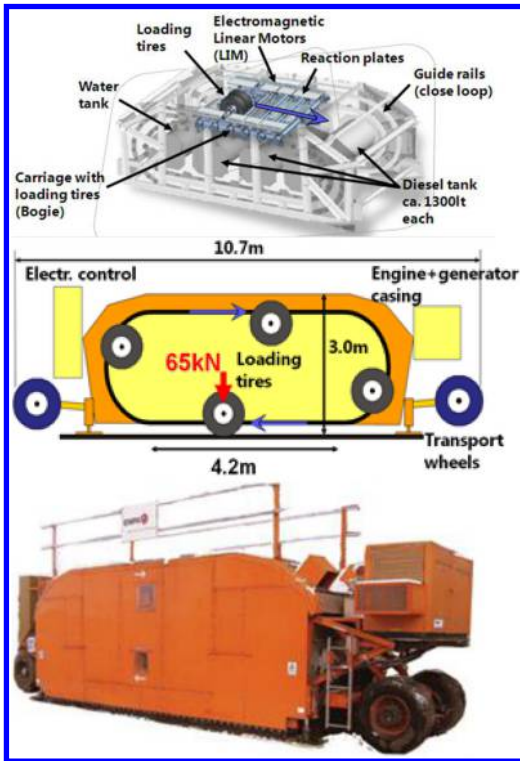 Loading
tires
Electromagnetic
Linear Motors
(LIM)
Reaction plates
Guide rails
(close loop)
Water
tank
Carriage with
loading tires
(Bogie)
Diesel tank
ca. 1300lt
each
10.7m
Electr. control
Engine+generator
casing
65kN
Loading
tires
3.0m
4.2m
Transport
wheels